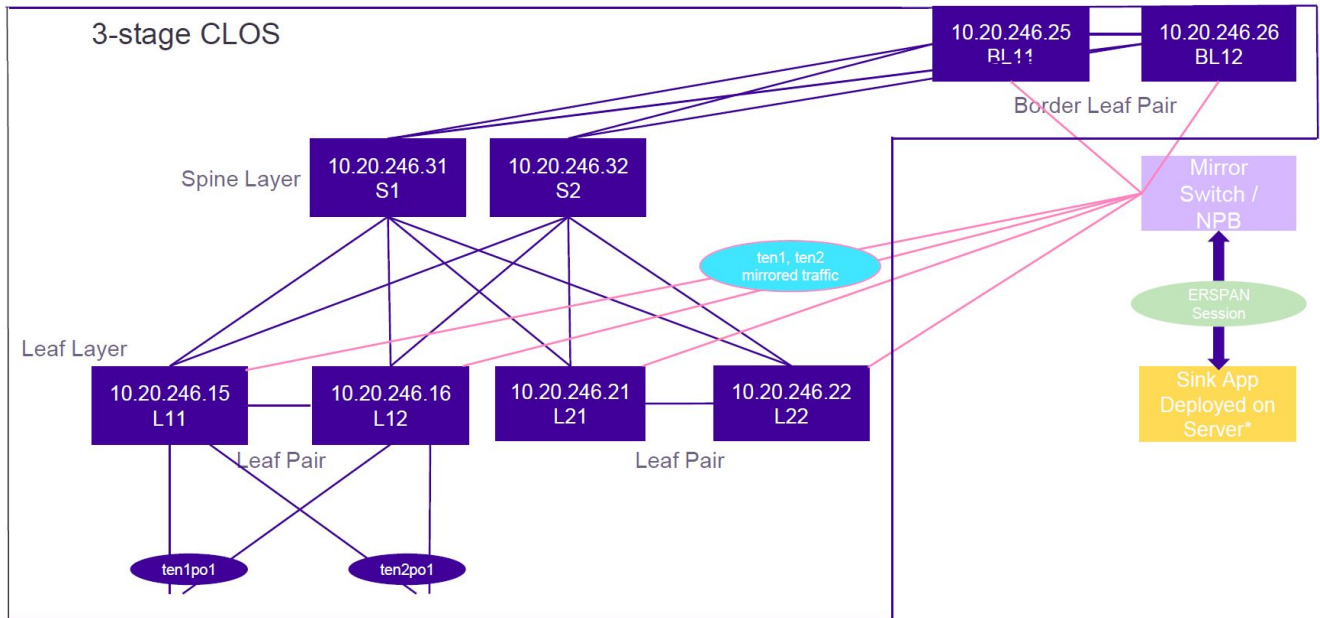 3-stage CLOS
10.20.246.25
BL11
10.20.246.26
BL12
Border Leaf Pair
Spine Layer
10.20.246.31
S1
10.20.246.32
S2
Mirror
Switch /
NPB
ten1, ten2
mirrored traffic
ERSPAN
Session
Leaf Layer
10.20.246.15
L11
10.20.246.16
L12
10.20.246.21
L21
10.20.246.22
L22
Sink App
Deployed on
Server*
Leaf Pair
Leaf Pair
ten1po1
ten2po1